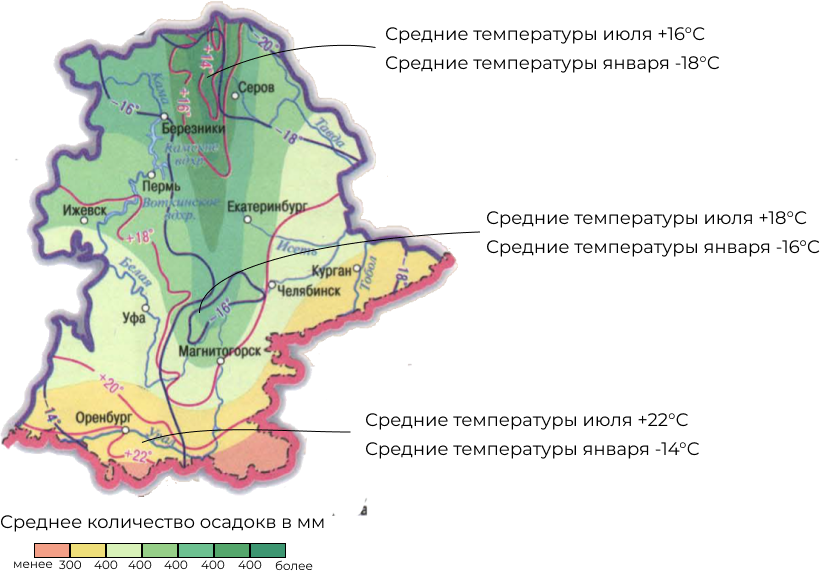 Средние температуры июля +16°C
Средние температуры января -18°C
-20°
+14°
+16°
-16°
Кама
Серов
Березники
Камское
вдхр.
-18°
Тавда
Пермь
Воткинское
вдхр.
Ижевск
Екатеринбург
+18°
Средние температуры июля +18°C
Средние температуры января -16°C
Исеть
Белая
Курган
Тобол
-18°
Челябинск
-16°
Уфа
Магнитогорск
+20°
-14°
Оренбург
Урал
+22°
Средние температуры июля +22°C
Средние температуры января -14°C
Среднее количество осадокв в мм
менее 300 400 400 400 400 400 более